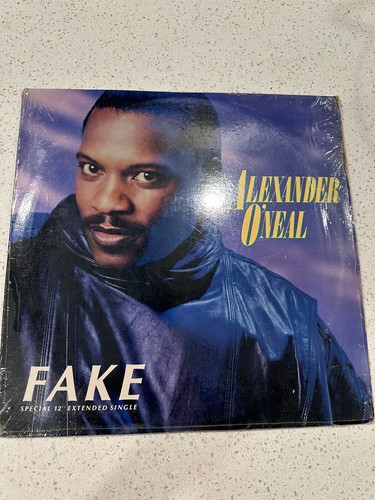 ALEXANDER
O'NEAL
FAKE
SPECIAL 12" EXTENDED SINGLE